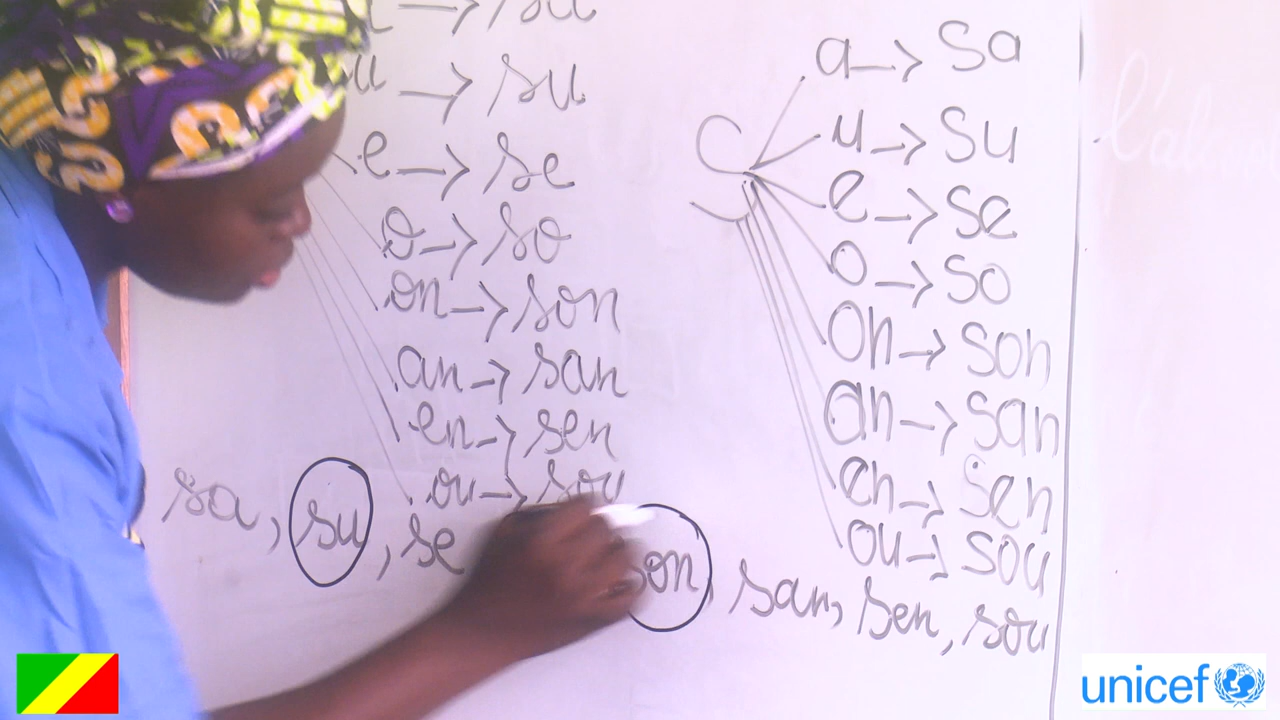 u → su
e → se
o → so
on → son
an → san
en → sen
ou → sou
a → sa
u → su
e → se
o → so
on → son
an → san
en → sen
ou → sou
sa, su, se
son, san, sen, sou
unicef